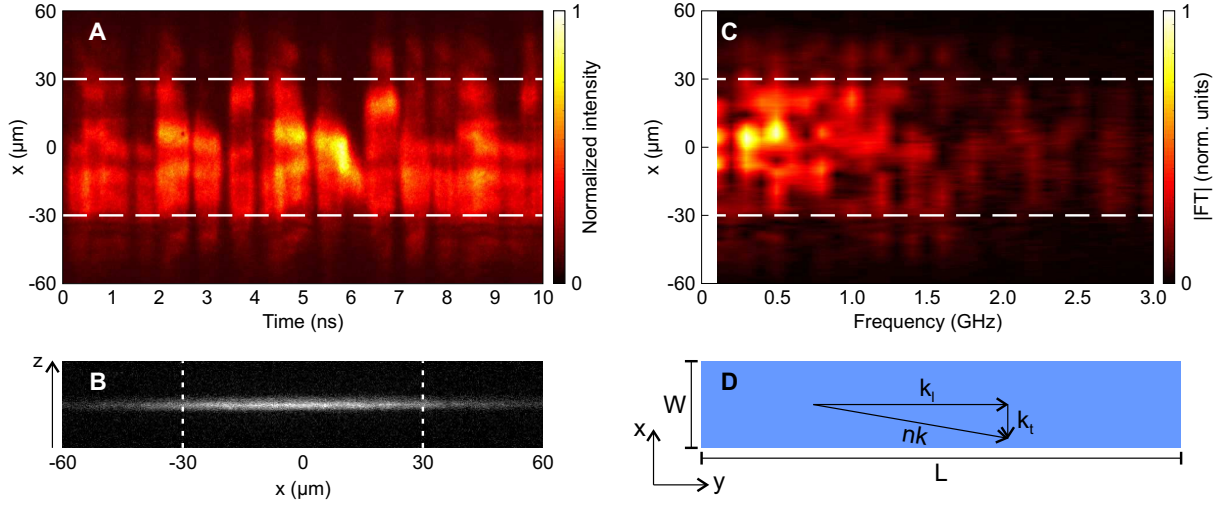 A
60
30
0
-30
-60
x (µm)
0 1 2 3 4 5 6 7 8 9 10
Time (ns)
1
0
Normalized intensity
C
60
30
0
-30
-60
x (µm)
0 0.5 1.0 1.5 2.0 2.5 3.0
Frequency (GHz)
1
0
|FT| (norm. units)
B
z
-60 -30 0 30 60
x (µm)
D
W
k_l
k_t
nk
x
y
L